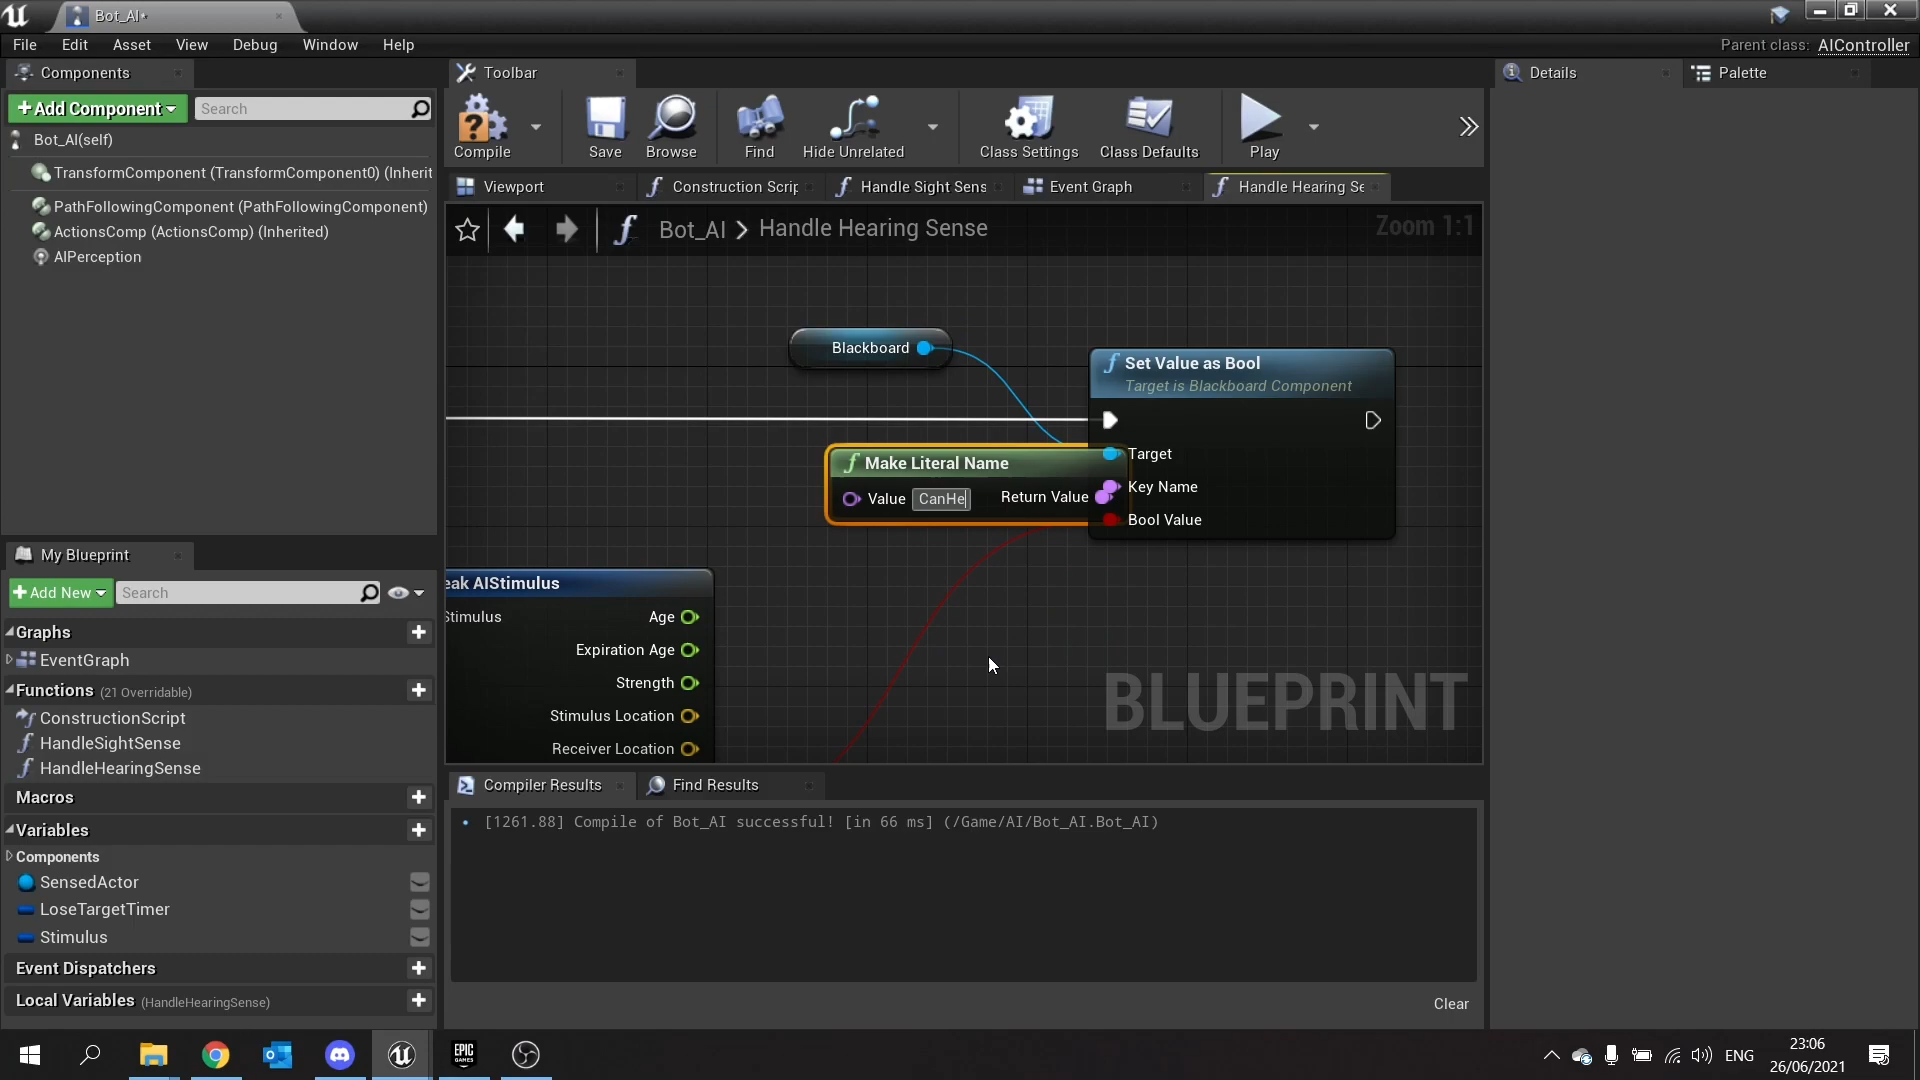 Bot_AI*
File Edit Asset View Debug Window Help
Parent class: AIController
Components
+Add Component
Search
Bot_AI(self)
TransformComponent (TransformComponent0) (Inherit
PathFollowingComponent (PathFollowingComponent)
ActionsComp (ActionsComp) (Inherited)
AIPerception
Toolbar
Compile
Save
Browse
Find
Hide Unrelated
Class Settings
Class Defaults
Play
Viewport
Construction Scrip
Handle Sight Sens
Event Graph
Handle Hearing Se
Bot_AI > Handle Hearing Sense
Zoom 1:1
Blackboard
Set Value as Bool
Target is Blackboard Component
Target
Key Name
Bool Value
Make Literal Name
Value CanHe Return Value
eak AIStimulus
Stimulus Age
Expiration Age
Strength
Stimulus Location
Receiver Location
BLUEPRINT
Compiler Results
Find Results
[1261.88] Compile of Bot_AI successful! [in 66 ms] (/Game/AI/Bot_AI.Bot_AI)
Clear
Details
Palette
My Blueprint
+Add New
Search
Graphs
EventGraph
Functions (21 Overridable)
ConstructionScript
HandleSightSense
HandleHearingSense
Macros
Variables
Components
SensedActor
LoseTargetTimer
Stimulus
Event Dispatchers
Local Variables (HandleHearingSense)
EPIC
GAMES
ENG
23:06
26/06/2021